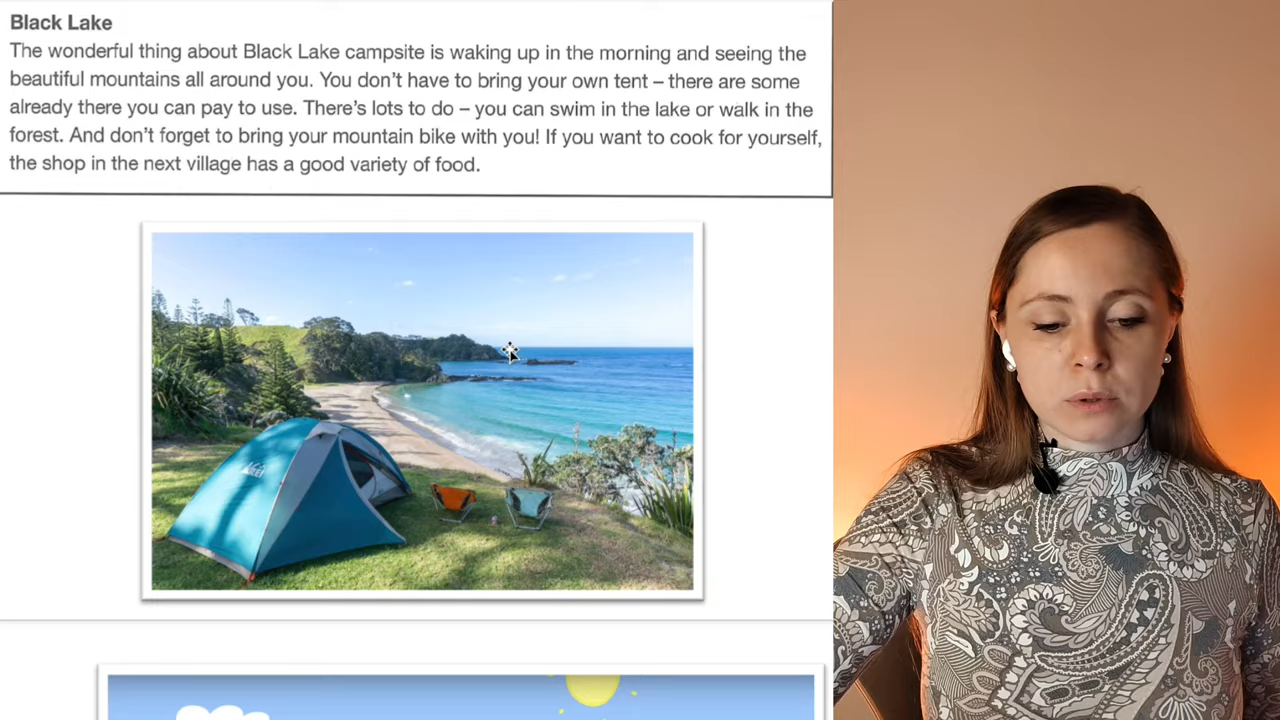 Black Lake
The wonderful thing about Black Lake campsite is waking up in the morning and seeing the
beautiful mountains all around you. You don't have to bring your own tent – there are some
already there you can pay to use. There's lots to do – you can swim in the lake or walk in the
forest. And don't forget to bring your mountain bike with you! If you want to cook for yourself,
the shop in the next village has a good variety of food.